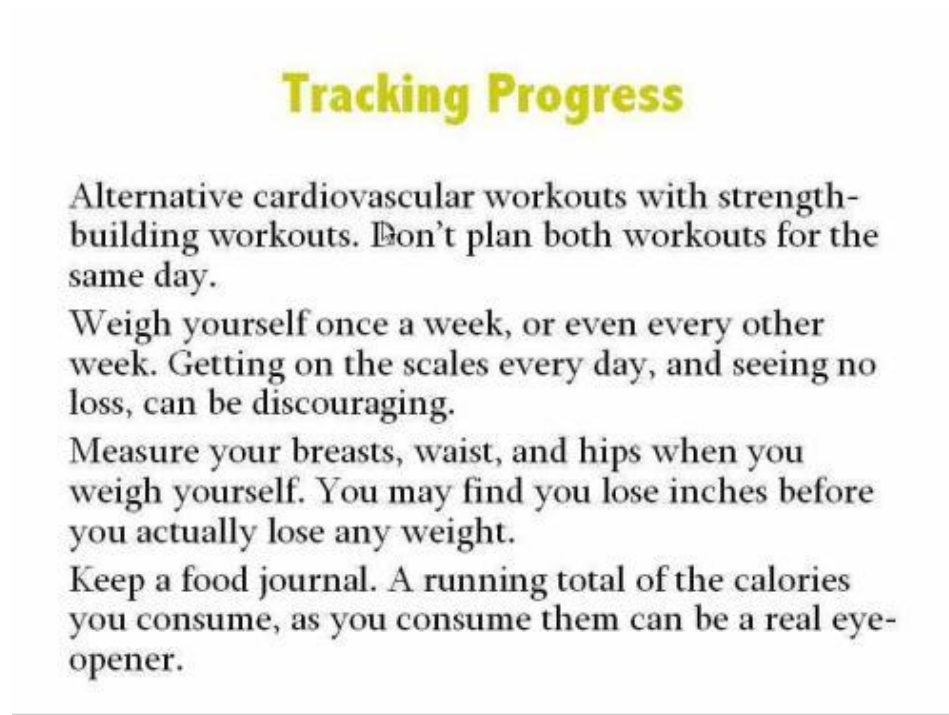 Tracking Progress
Alternative cardiovascular workouts with strength-
building workouts. Don't plan both workouts for the
same day.
Weigh yourself once a week, or even every other
week. Getting on the scales every day, and seeing no
loss, can be discouraging.
Measure your breasts, waist, and hips when you
weigh yourself. You may find you lose inches before
you actually lose any weight.
Keep a food journal. A running total of the calories
you consume, as you consume them can be a real eye-
opener.